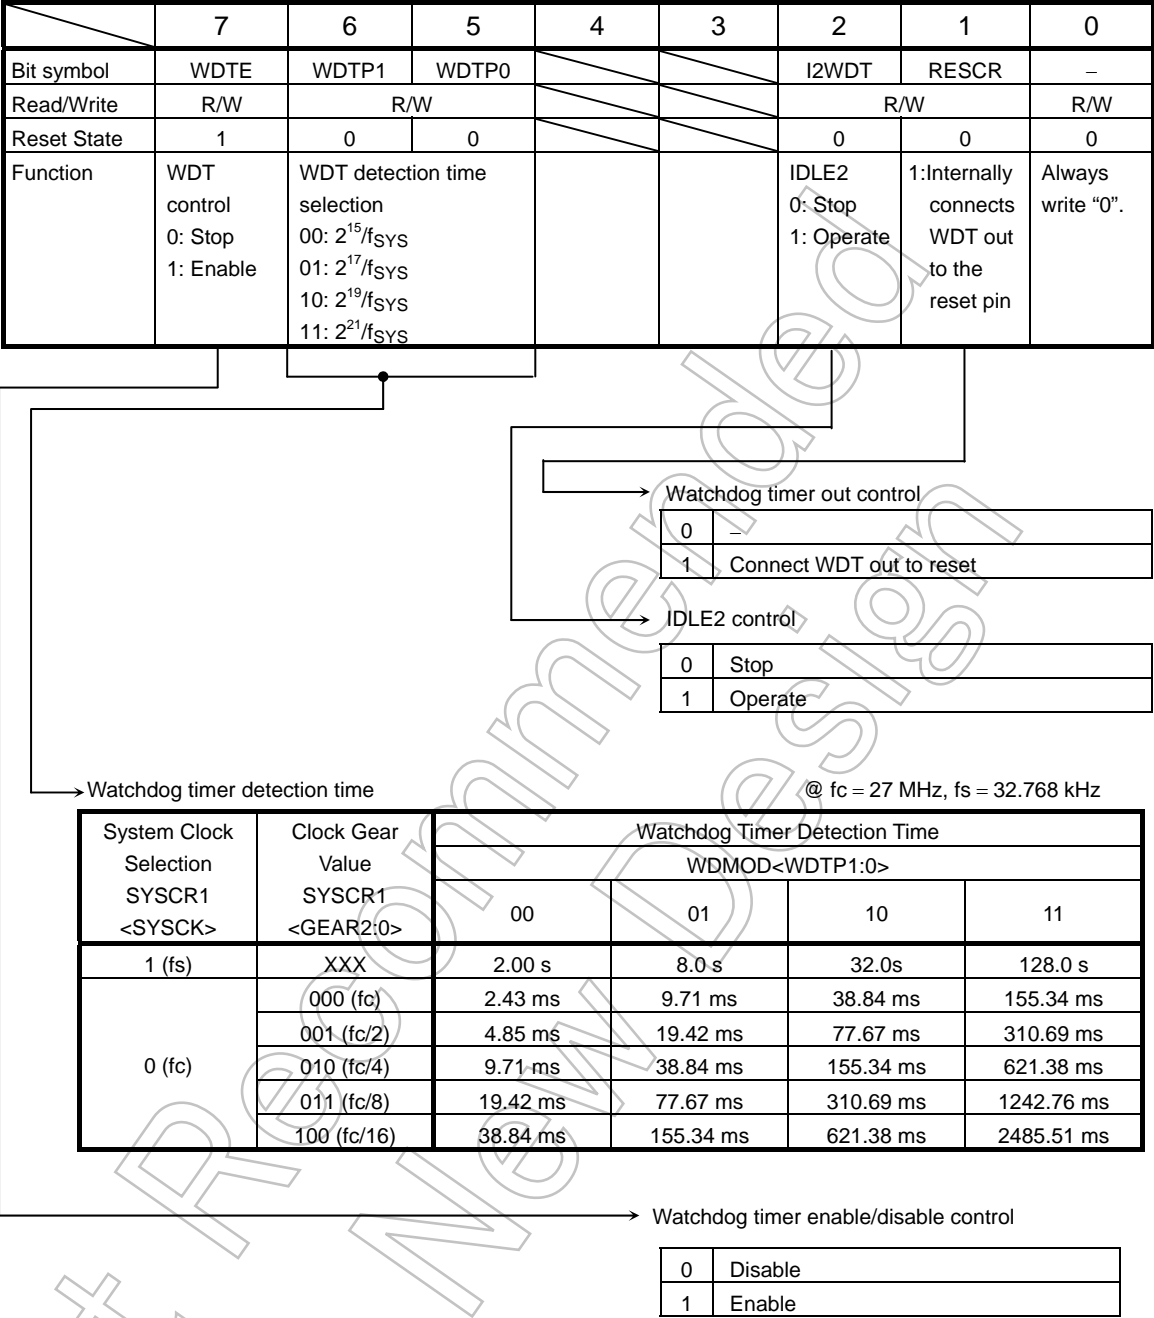 7 6 5 4 3 2 1 0
Bit symbol WDTE WDTP1 WDTP0 I2WDT RESCR −
Read/Write R/W R/W R/W R/W
Reset State 1 0 0 0 0 0
Function WDT WDT detection time IDLE2 1:Internally Always
control selection 0: Stop connects write “0”.
0: Stop 00: 2^15/fSYS 1: Operate WDT out
1: Enable 01: 2^17/fSYS to the
10: 2^19/fSYS reset pin
11: 2^21/fSYS
Watchdog timer out control
0 −
1 Connect WDT out to reset
IDLE2 control
0 Stop
1 Operate
Watchdog timer detection time @ fc = 27 MHz, fs = 32.768 kHz
System Clock Clock Gear Watchdog Timer Detection Time
Selection Value WDMOD<WDTP1:0>
SYSCR1 SYSCR1 00 01 10 11
<SYSCK> <GEAR2:0>
1 (fs) XXX 2.00 s 8.0 s 32.0s 128.0 s
000 (fc) 2.43 ms 9.71 ms 38.84 ms 155.34 ms
001 (fc/2) 4.85 ms 19.42 ms 77.67 ms 310.69 ms
0 (fc) 010 (fc/4) 9.71 ms 38.84 ms 155.34 ms 621.38 ms
011 (fc/8) 19.42 ms 77.67 ms 310.69 ms 1242.76 ms
100 (fc/16) 38.84 ms 155.34 ms 621.38 ms 2485.51 ms
Watchdog timer enable/disable control
0 Disable
1 Enable
Recommended
New Design